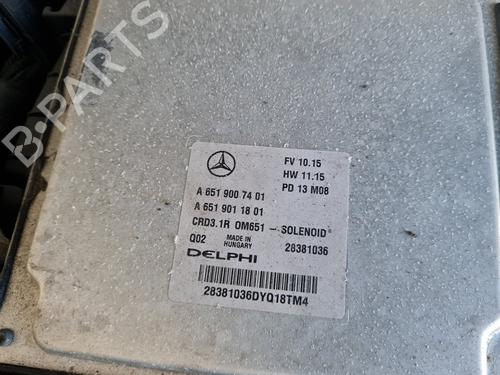 B-PARTS
FV 10.15
HW 11.15
PD 13 M08
A 651 900 74 01
A 651 901 18 01
CRD3.1R OM651 - SOLENOID
Q02 MADE IN HUNGARY 28381036
DELPHI
28381036DYQ18TM4